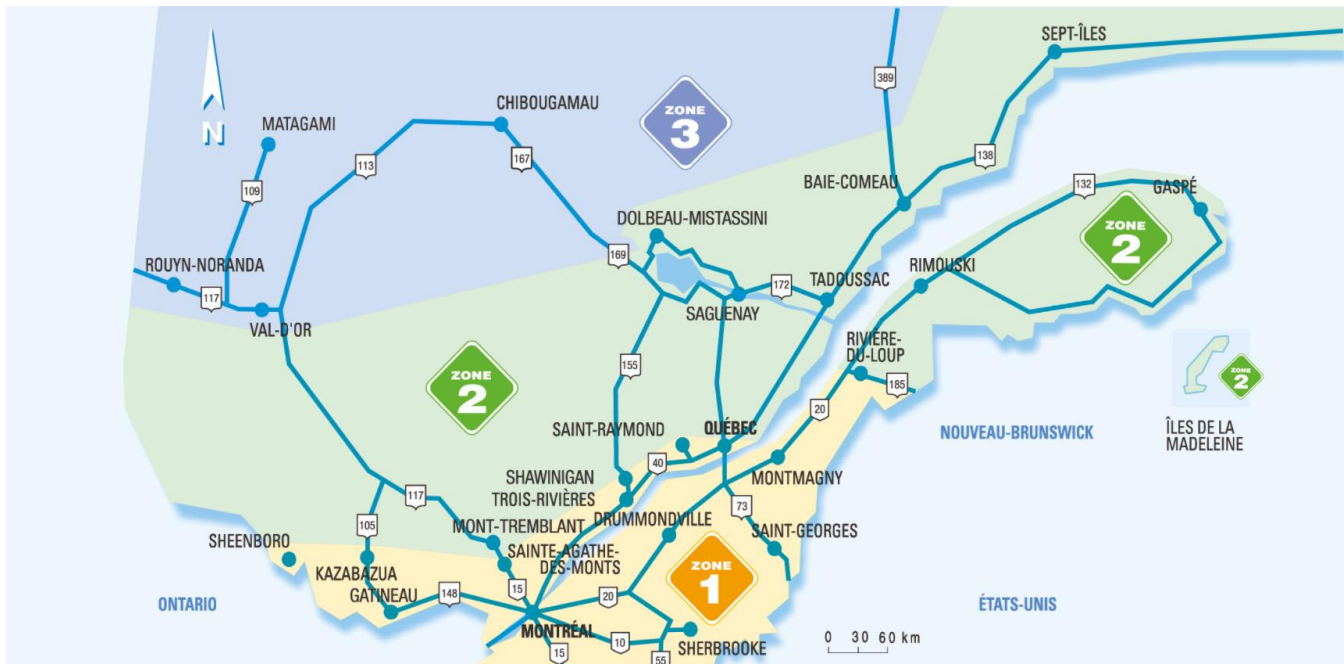 SEPT-ÎLES
389
CHIBOUGAMAU
ZONE
3
MATAGAMI
N
167
138
113
109
BAIE-COMEAU
132
GASPÉ
DOLBEAU-MISTASSINI
ZONE
2
169
ROUYN-NORANDA
TADOUSSAC
RIMOUSKI
172
117
SAGUENAY
VAL-D'OR
RIVIÈRE-
DU-LOUP
155
ZONE
2
185
ZONE
2
20
ÎLES DE LA
MADELEINE
SAINT-RAYMOND
QUÉBEC
NOUVEAU-BRUNSWICK
40
SHAWINIGAN
MONTMAGNY
TROIS-RIVIÈRES
117
73
105
DRUMMONDVILLE
MONT-TREMBLANT
SAINT-GEORGES
SHEENBORO
SAINTE-AGATHE-
DES-MONTS
ZONE
1
KAZABAZUA
GATINEAU
15
148
20
ONTARIO
ÉTATS-UNIS
MONTRÉAL
10
SHERBROOKE
0 30 60 km
15
55